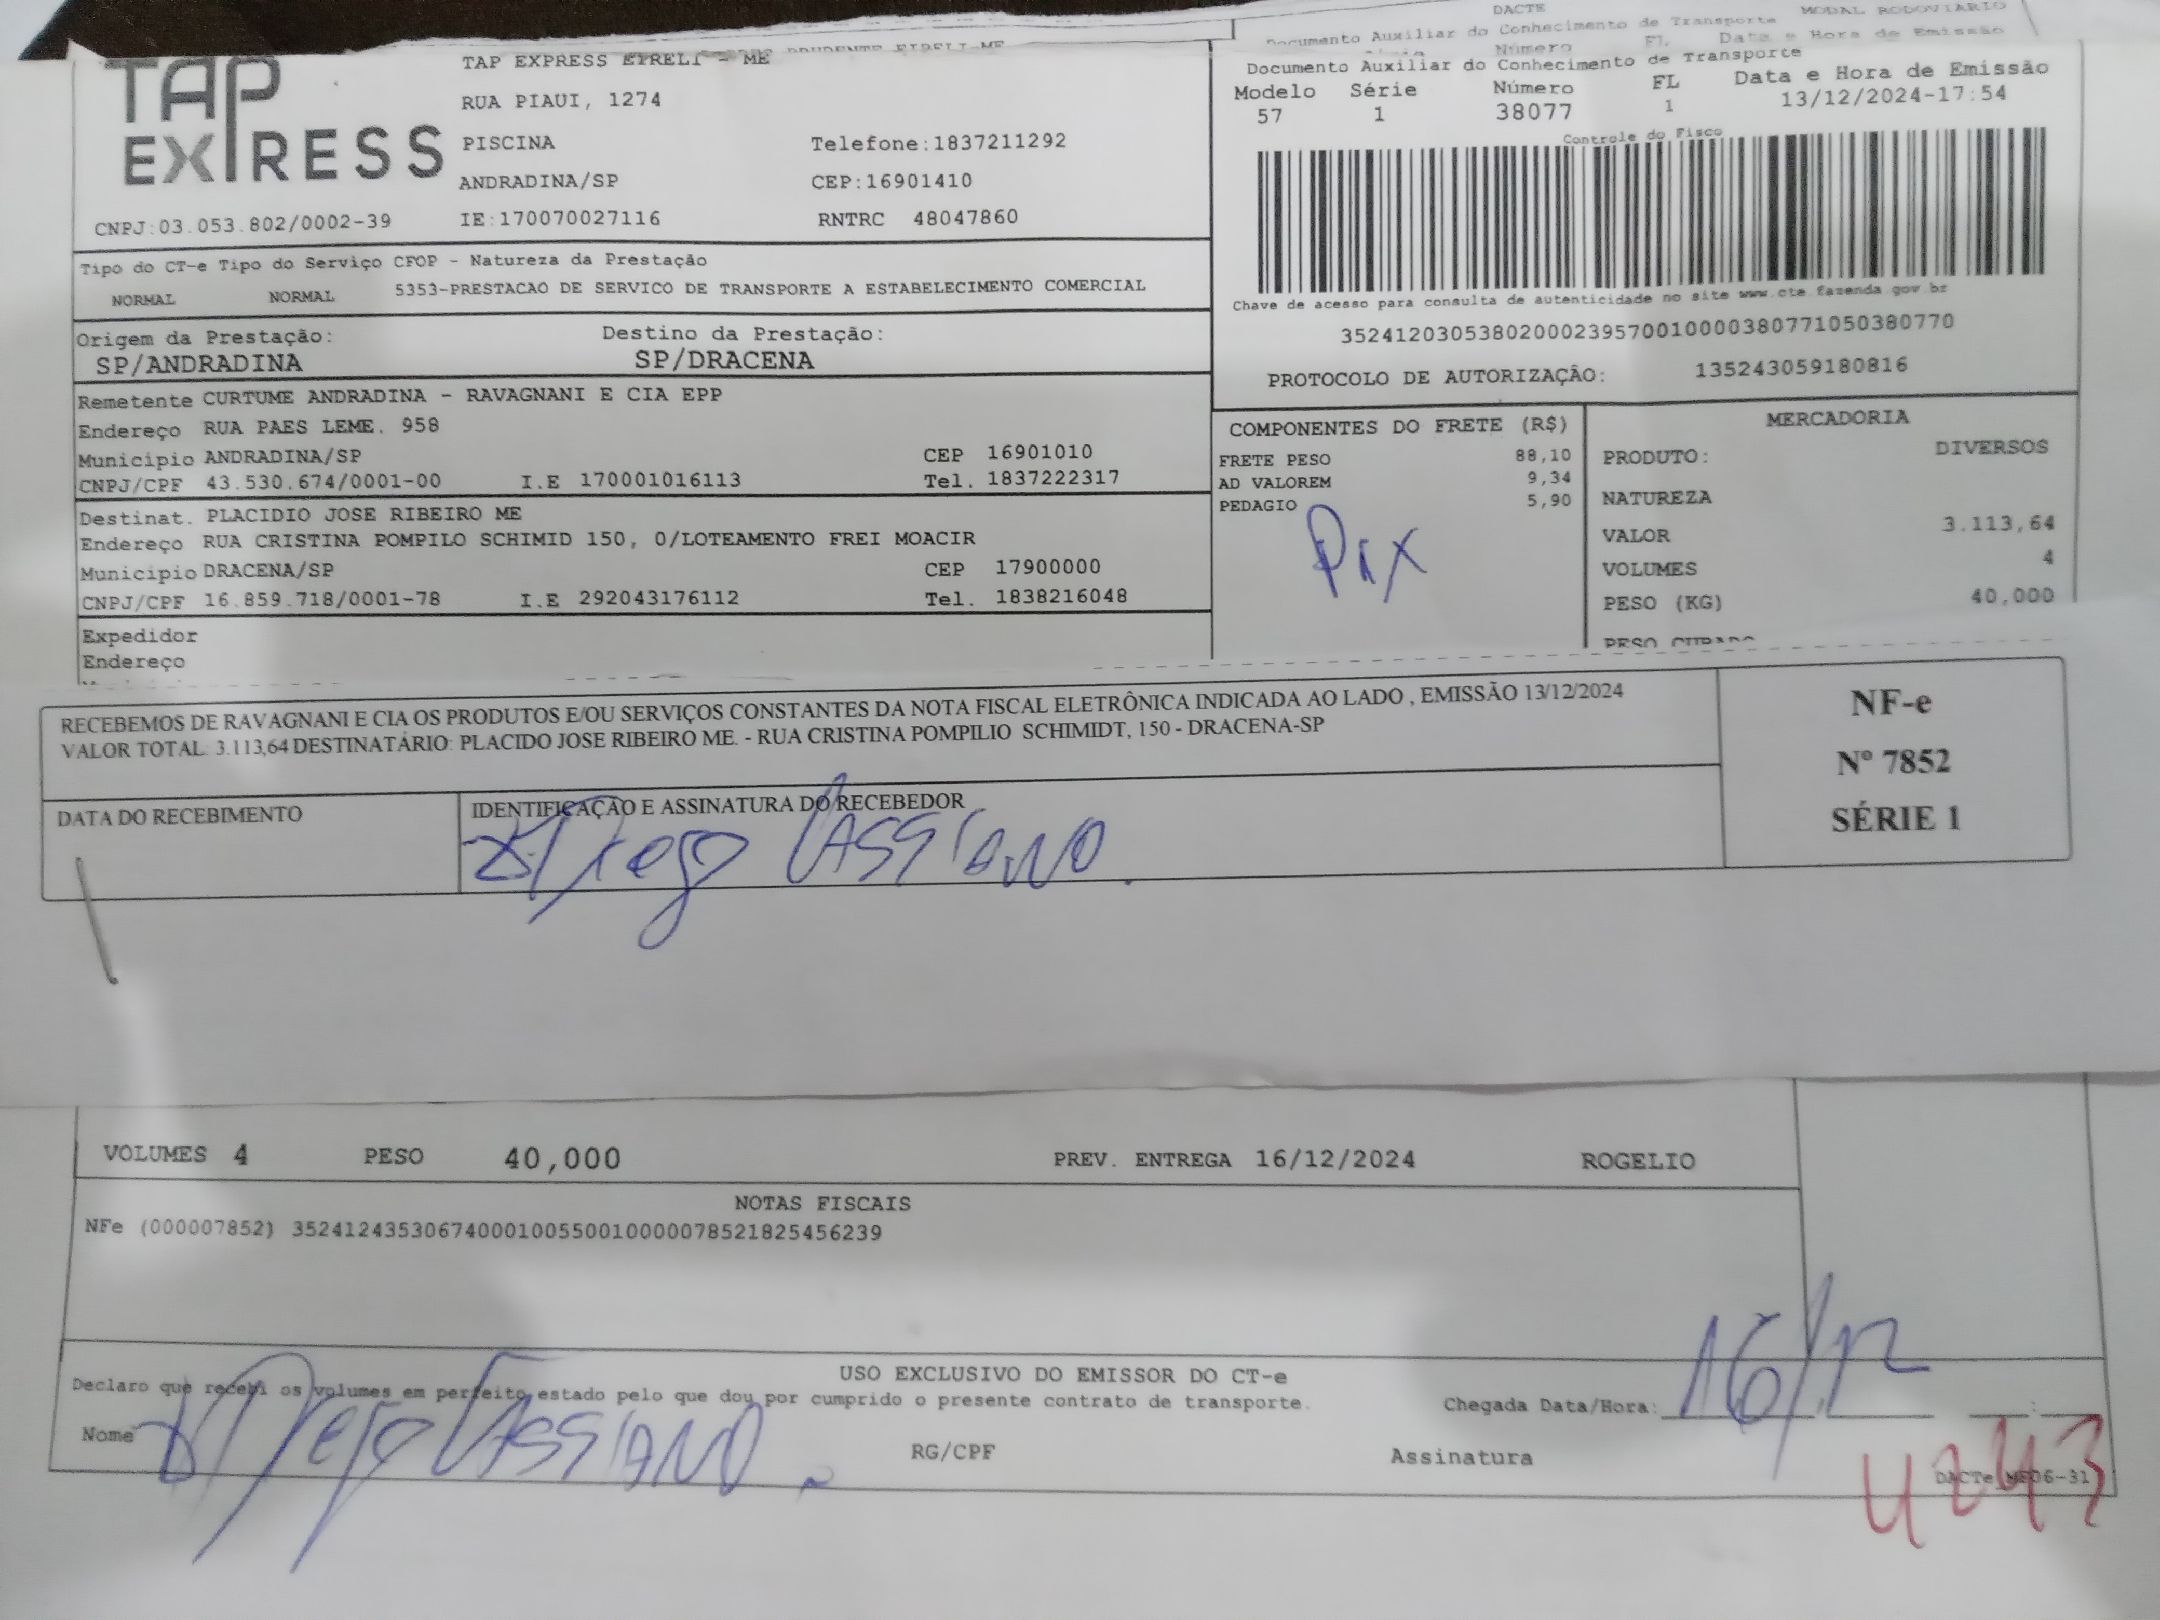 DACTE MODAL RODOVIÁRIO
Documento Auxiliar do Conhecimento de Transporte
Número FL Data e Hora de Emissão
TAP EXPRESS
TAP EXPRESS EIRELI - ME
RUA PIAUI, 1274
PISCINA Telefone:1837211292
ANDRADINA/SP CEP:16901410
CNPJ:03.053.802/0002-39 IE:170070027116 RNTRC 48047860
Documento Auxiliar do Conhecimento de Transporte
Modelo Série Número FL Data e Hora de Emissão
57 1 38077 1 13/12/2024-17:54
Controle do Fisco
Chave de acesso para consulta de autenticidade no site www.cte.fazenda.gov.br
35241203053802000239570010000380771050380770
PROTOCOLO DE AUTORIZAÇÃO: 135243059180816
Tipo do CT-e Tipo do Serviço CFOP - Natureza da Prestação
NORMAL NORMAL 5353-PRESTACAO DE SERVICO DE TRANSPORTE A ESTABELECIMENTO COMERCIAL
Origem da Prestação: Destino da Prestação:
SP/ANDRADINA SP/DRACENA
Remetente CURTUME ANDRADINA - RAVAGNANI E CIA EPP
Endereço RUA PAES LEME. 958
Municipio ANDRADINA/SP CEP 16901010
CNPJ/CPF 43.530.674/0001-00 I.E 170001016113 Tel. 1837222317
Destinat. PLACIDIO JOSE RIBEIRO ME
Endereço RUA CRISTINA POMPILO SCHIMID 150, 0/LOTEAMENTO FREI MOACIR
Municipio DRACENA/SP CEP 17900000
CNPJ/CPF 16.859.718/0001-78 I.E 292043176112 Tel. 1838216048
Expedidor
Endereço
COMPONENTES DO FRETE (R$)
FRETE PESO 88,10
AD VALOREM 9,34
PEDAGIO 5,90
MERCADORIA
PRODUTO: DIVERSOS
NATUREZA
VALOR 3.113,64
VOLUMES 4
PESO (KG) 40,000
PESO CUBADO
RECEBEMOS DE RAVAGNANI E CIA OS PRODUTOS E/OU SERVIÇOS CONSTANTES DA NOTA FISCAL ELETRÔNICA INDICADA AO LADO , EMISSÃO 13/12/2024
VALOR TOTAL: 3.113,64 DESTINATÁRIO: PLACIDO JOSE RIBEIRO ME. - RUA CRISTINA POMPILIO SCHIMIDT, 150 - DRACENA-SP
DATA DO RECEBIMENTO IDENTIFICAÇÃO E ASSINATURA DO RECEBEDOR
Diego CASSIANO.
NF-e
Nº 7852
SÉRIE 1
VOLUMES 4 PESO 40,000 PREV. ENTREGA 16/12/2024 ROGELIO
NOTAS FISCAIS
NFe (000007852) 35241243530674000100550010000078521825456239
USO EXCLUSIVO DO EMISSOR DO CT-e
Declaro que recebi os volumes em perfeito estado pelo que dou por cumprido o presente contrato de transporte.
Chegada Data/Hora: 16/12
Nome Diego CASSIANO. RG/CPF Assinatura
4243